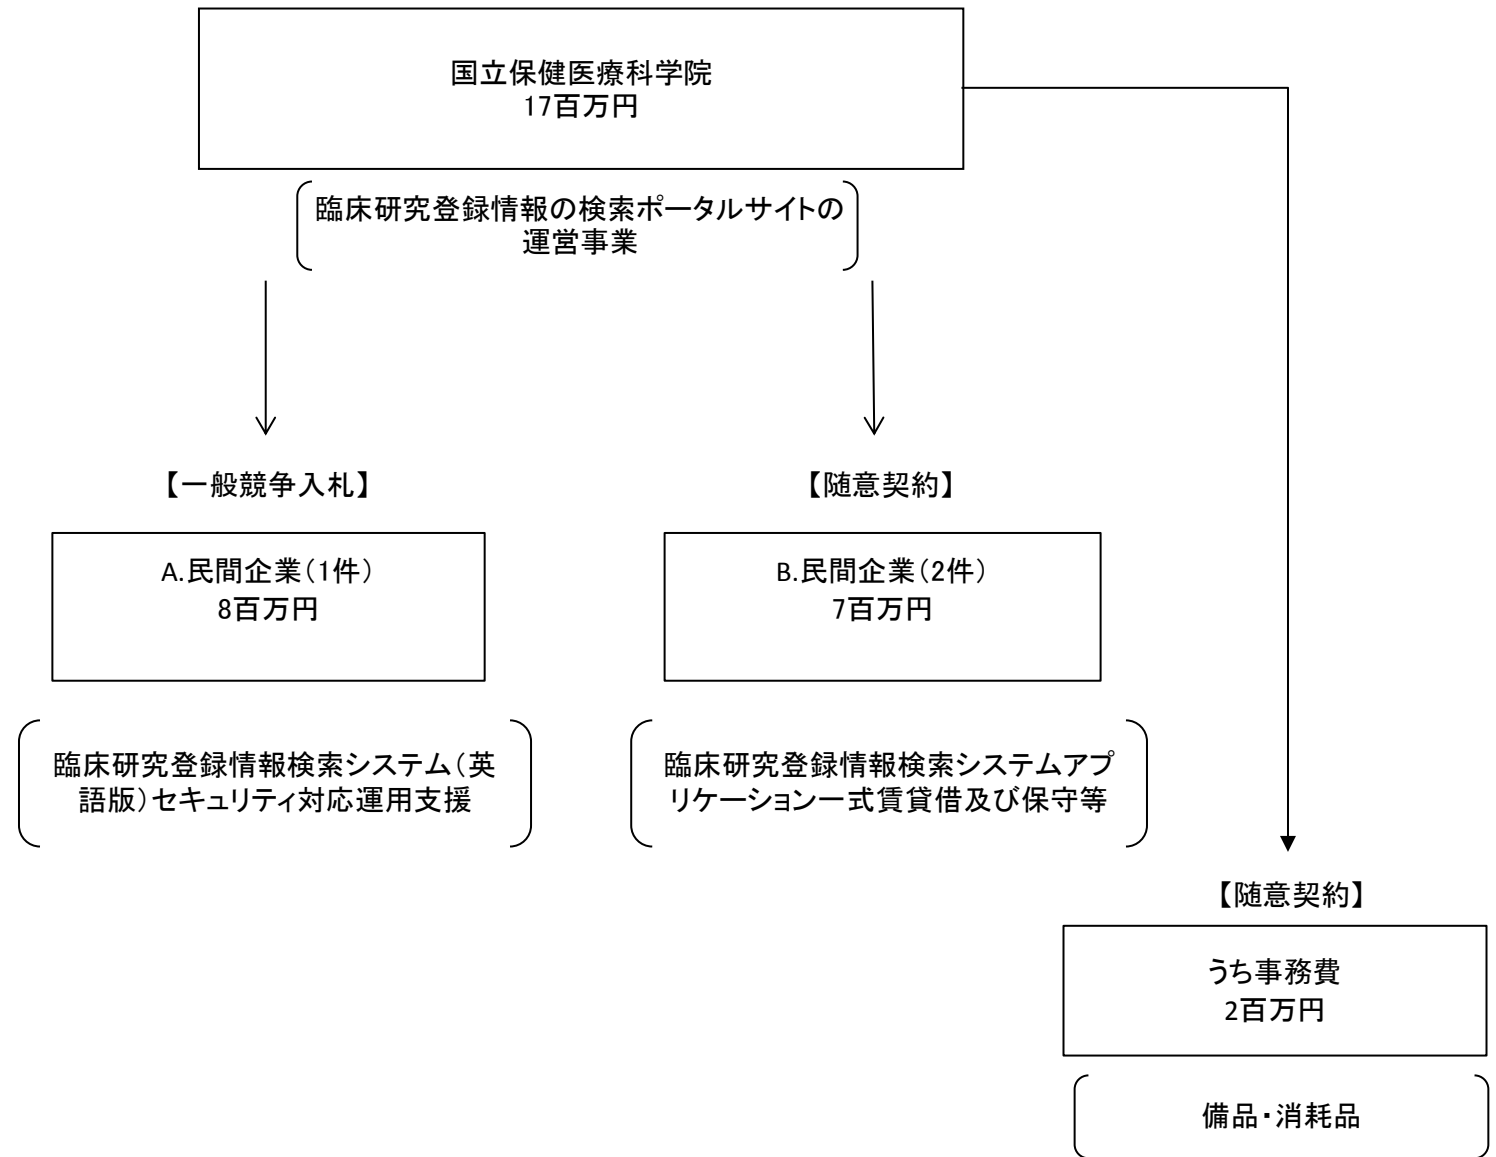 国立保健医療科学院
17百万円
臨床研究登録情報の検索ポータルサイトの
運営事業
【一般競争入札】
【随意契約】
A.民間企業（1件）
8百万円
B.民間企業（2件）
7百万円
臨床研究登録情報検索システム（英
語版）セキュリティ対応運用支援
臨床研究登録情報検索システムアプ
リケーション一式賃貸借及び保守等
【随意契約】
うち事務費
2百万円
備品・消耗品